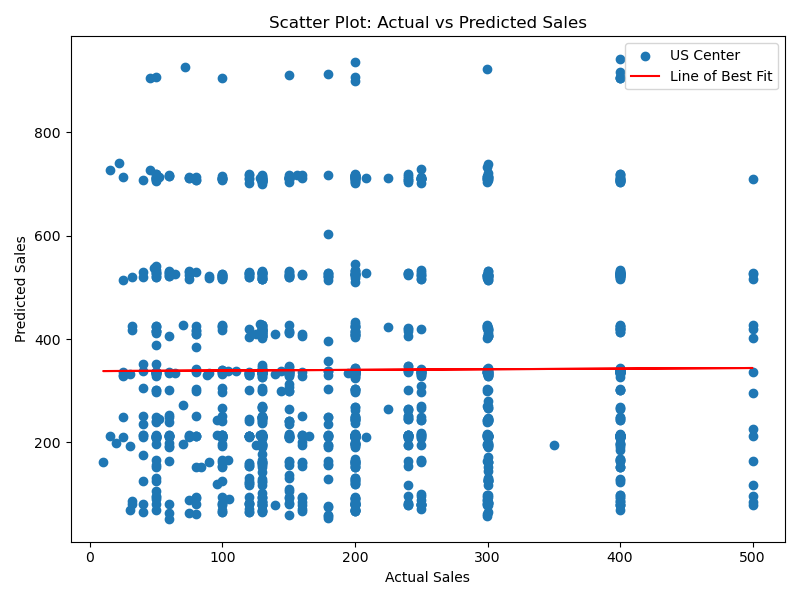 Scatter Plot: Actual vs Predicted Sales
US Center
Line of Best Fit
800
600
400
200
Predicted Sales
0 100 200 300 400 500
Actual Sales